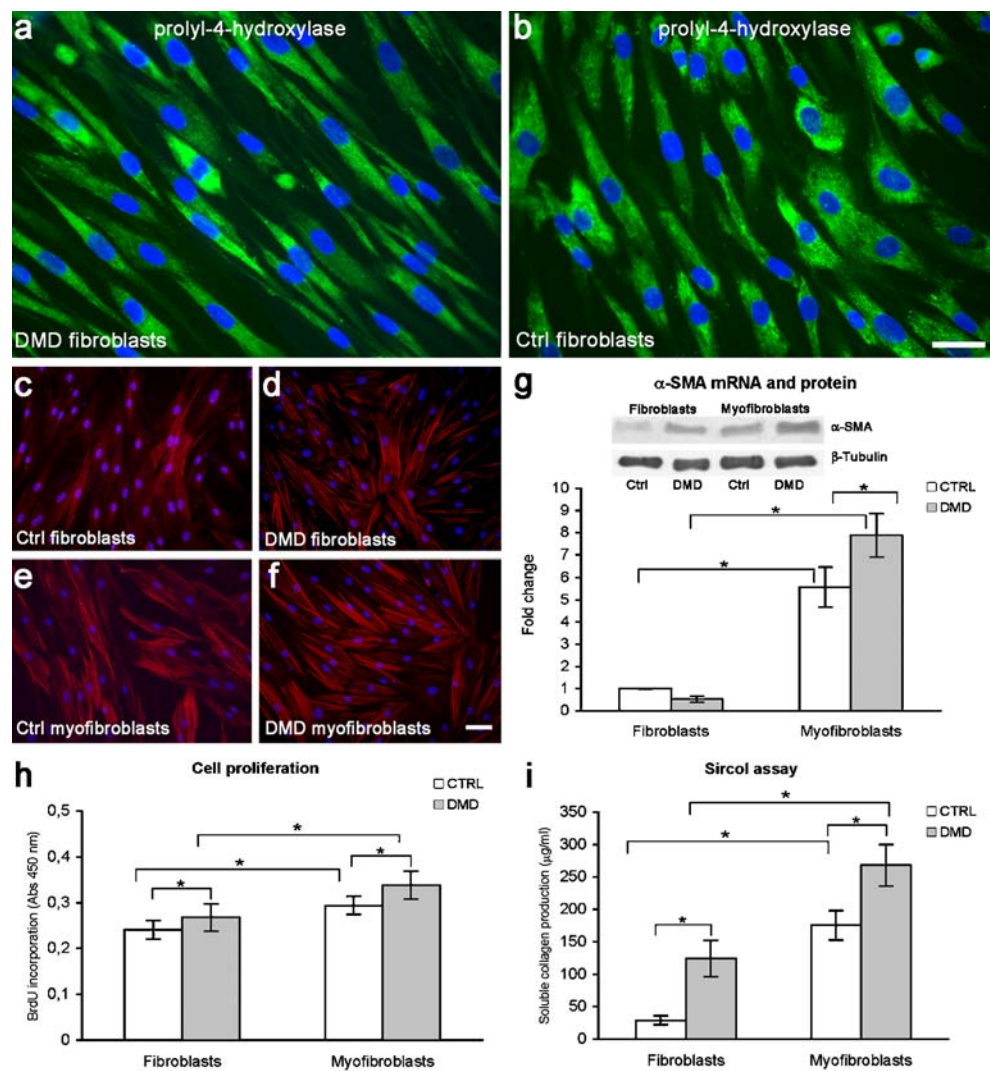 a
prolyl-4-hydroxylase
DMD fibroblasts
b
prolyl-4-hydroxylase
Ctrl fibroblasts
c
Ctrl fibroblasts
d
DMD fibroblasts
e
Ctrl myofibroblasts
f
DMD myofibroblasts
g
α-SMA mRNA and protein
Fibroblasts Myofibroblasts
α-SMA
β-Tubulin
Ctrl DMD Ctrl DMD
CTRL
DMD
Fold change
10
9
8
7
6
5
4
2
1
0
* * *
Fibroblasts Myofibroblasts
h
Cell proliferation
CTRL
DMD
BrdU incorporation (Abs 450 nm)
0,5
0,4
0,3
0,2
0,1
0
* * * *
Fibroblasts Myofibroblasts
i
Sircol assay
CTRL
DMD
Soluble collagen production (µg/ml)
350
300
250
200
150
100
50
0
* * * *
Fibroblasts Myofibroblasts